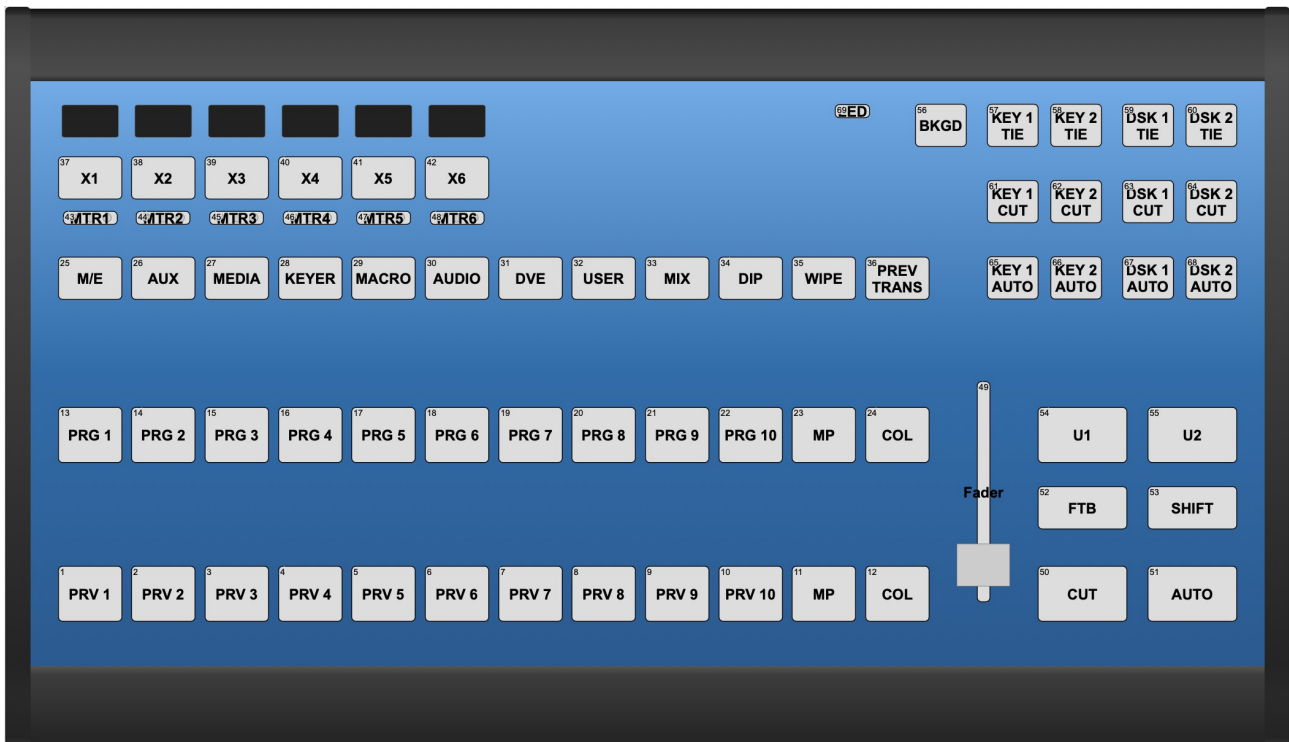 69 ED
56 BKGD
57 KEY 1 TIE
58 KEY 2 TIE
59 DSK 1 TIE
60 DSK 2 TIE
37 X1
38 X2
39 X3
40 X4
41 X5
42 X6
61 KEY 1 CUT
62 KEY 2 CUT
63 DSK 1 CUT
64 DSK 2 CUT
43 MTR1
44 MTR2
45 MTR3
46 MTR4
47 MTR5
48 MTR6
25 M/E
26 AUX
27 MEDIA
28 KEYER
29 MACRO
30 AUDIO
31 DVE
32 USER
33 MIX
34 DIP
35 WIPE
36 PREV TRANS
65 KEY 1 AUTO
66 KEY 2 AUTO
67 DSK 1 AUTO
68 DSK 2 AUTO
13 PRG 1
14 PRG 2
15 PRG 3
16 PRG 4
17 PRG 5
18 PRG 6
19 PRG 7
20 PRG 8
21 PRG 9
22 PRG 10
23 MP
24 COL
49
Fader
54 U1
55 U2
52 FTB
53 SHIFT
1 PRV 1
2 PRV 2
3 PRV 3
4 PRV 4
5 PRV 5
6 PRV 6
7 PRV 7
8 PRV 8
9 PRV 9
10 PRV 10
11 MP
12 COL
50 CUT
51 AUTO